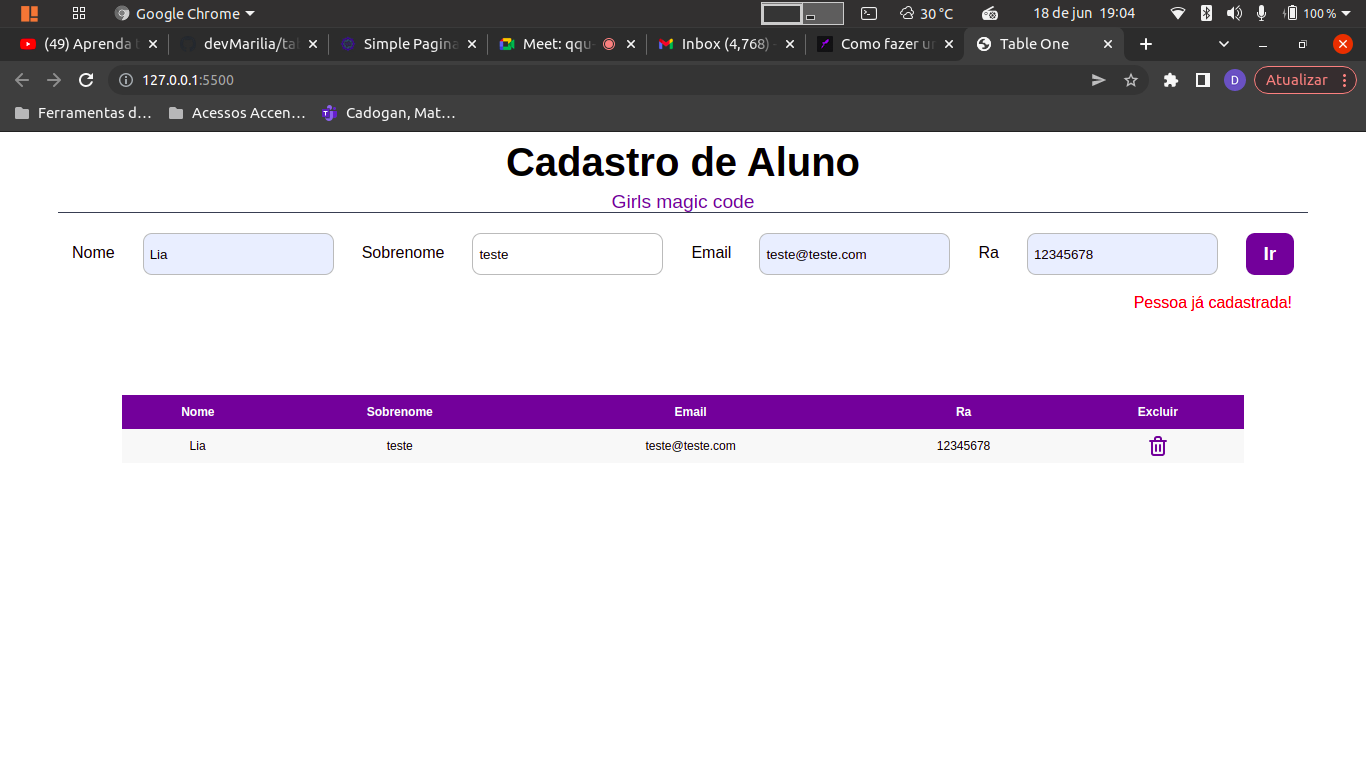 Google Chrome 30 °C 18 de jun 19:04 100 %
(49) Aprenda devMarilia/tal Simple Pagina Meet: qqu- Inbox (4,768) Como fazer Table One
127.0.0.1:5500 D Atualizar
Ferramentas d... Acessos Accen... Cadogan, Mat...
Cadastro de Aluno
Girls magic code
Nome Lia Sobrenome teste Email teste@teste.com Ra 12345678 Ir
Pessoa já cadastrada!
Nome Sobrenome Email Ra Excluir
Lia teste teste@teste.com 12345678